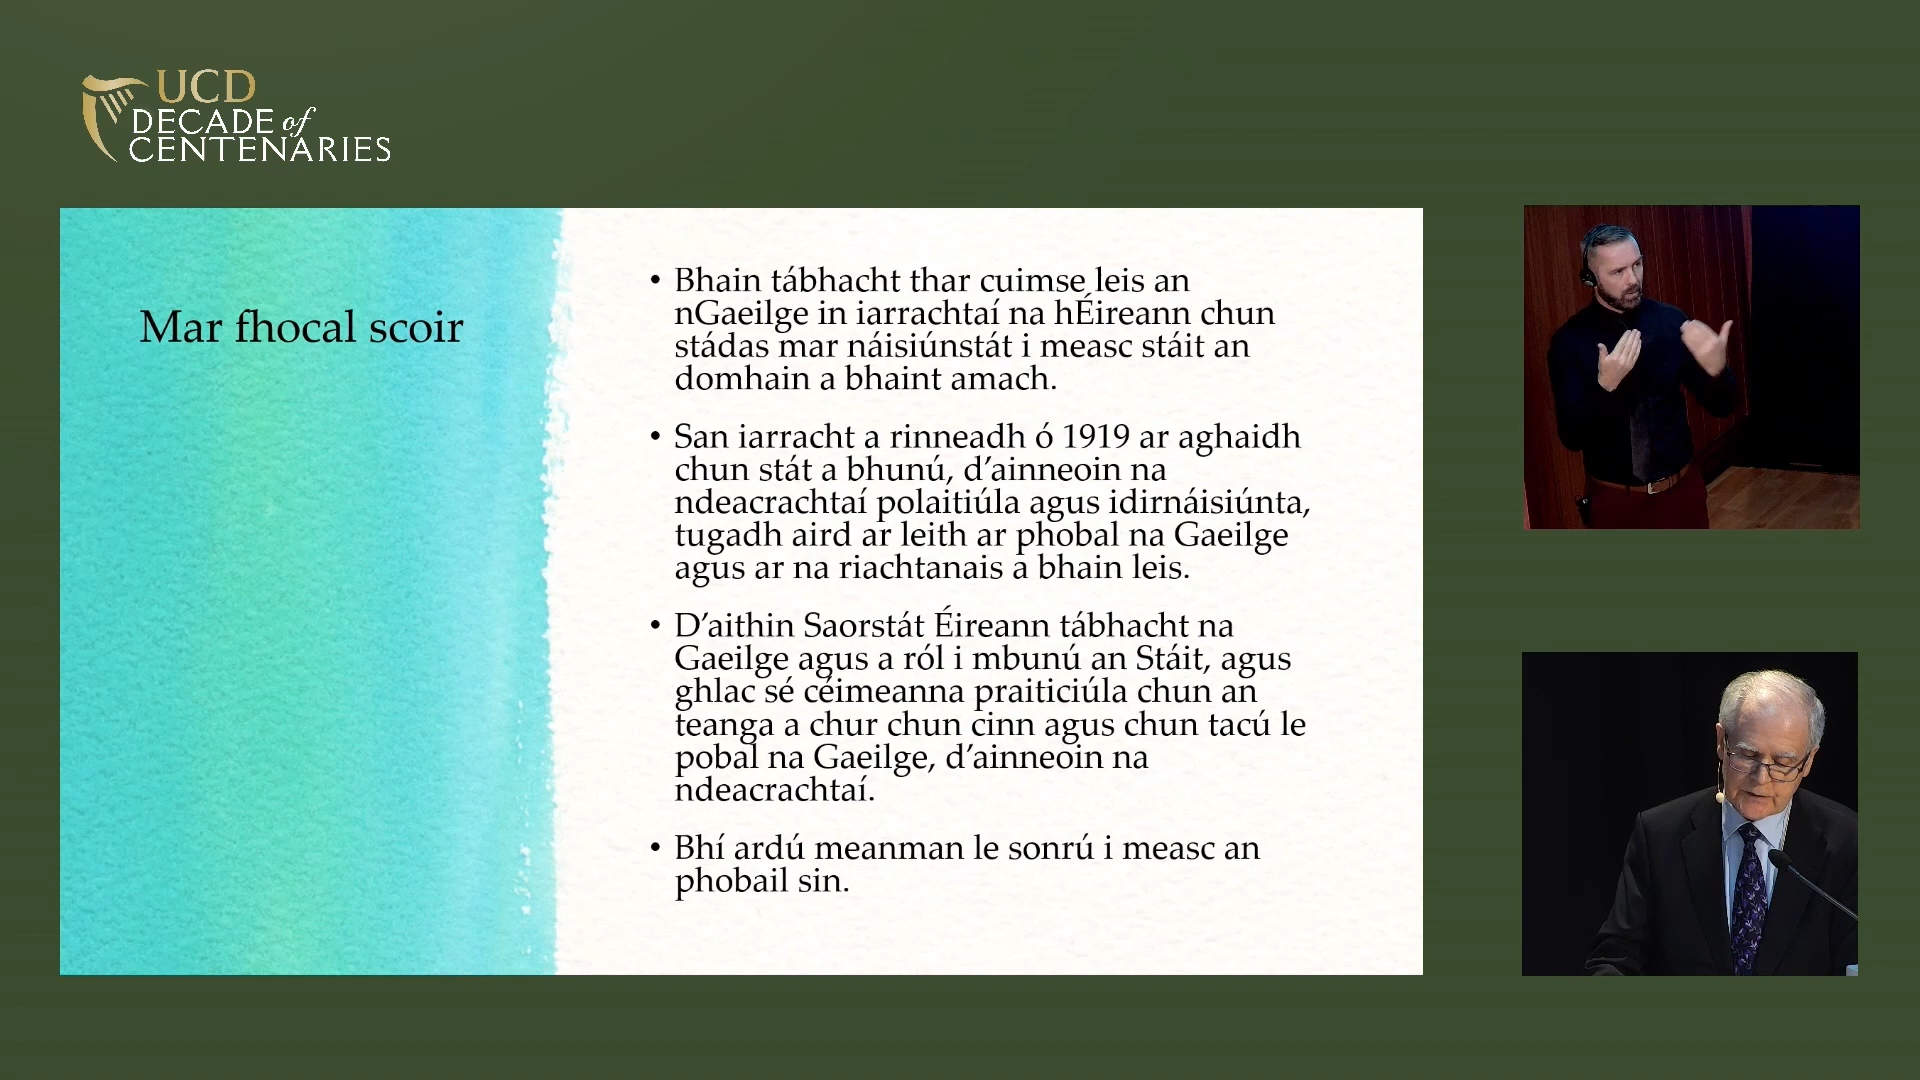 UCD
DECADE of
CENTENARIES
Mar fhocal scoir
• Bhain tábhacht thar cuimse leis an
nGaeilge in iarrachtaí na hÉireann chun
stádas mar náisiúnstát i measc stáit an
domhain a bhaint amach.
• San iarracht a rinneadh ó 1919 ar aghaidh
chun stát a bhunú, d’ainneoin na
ndeacrachtaí polaitiúla agus idirnáisiúnta,
tugadh aird ar leith ar phobal na Gaeilge
agus ar na riachtanais a bhain leis.
• D’aithin Saorstát Éireann tábhacht na
Gaeilge agus a ról i mbunú an Stáit, agus
ghlac sé céimeanna praiticiúla chun an
teanga a chur chun cinn agus chun tacú le
pobal na Gaeilge, d’ainneoin na
ndeacrachtaí.
• Bhí ardú meanman le sonrú i measc an
phobail sin.